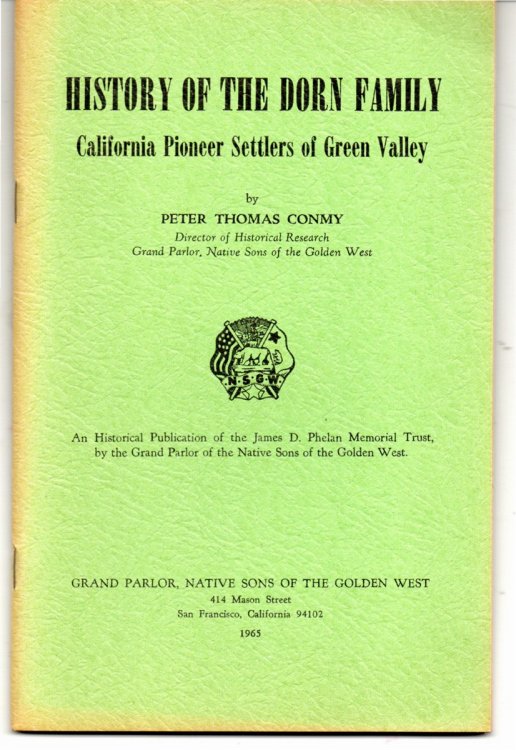 HISTORY OF THE DORN FAMILY
California Pioneer Settlers of Green Valley
by
PETER THOMAS CONMY
Director of Historical Research
Grand Parlor, Native Sons of the Golden West
N·S·G·W·
An Historical Publication of the James D. Phelan Memorial Trust,
by the Grand Parlor of the Native Sons of the Golden West.
GRAND PARLOR, NATIVE SONS OF THE GOLDEN WEST
414 Mason Street
San Francisco, California 94102
1965